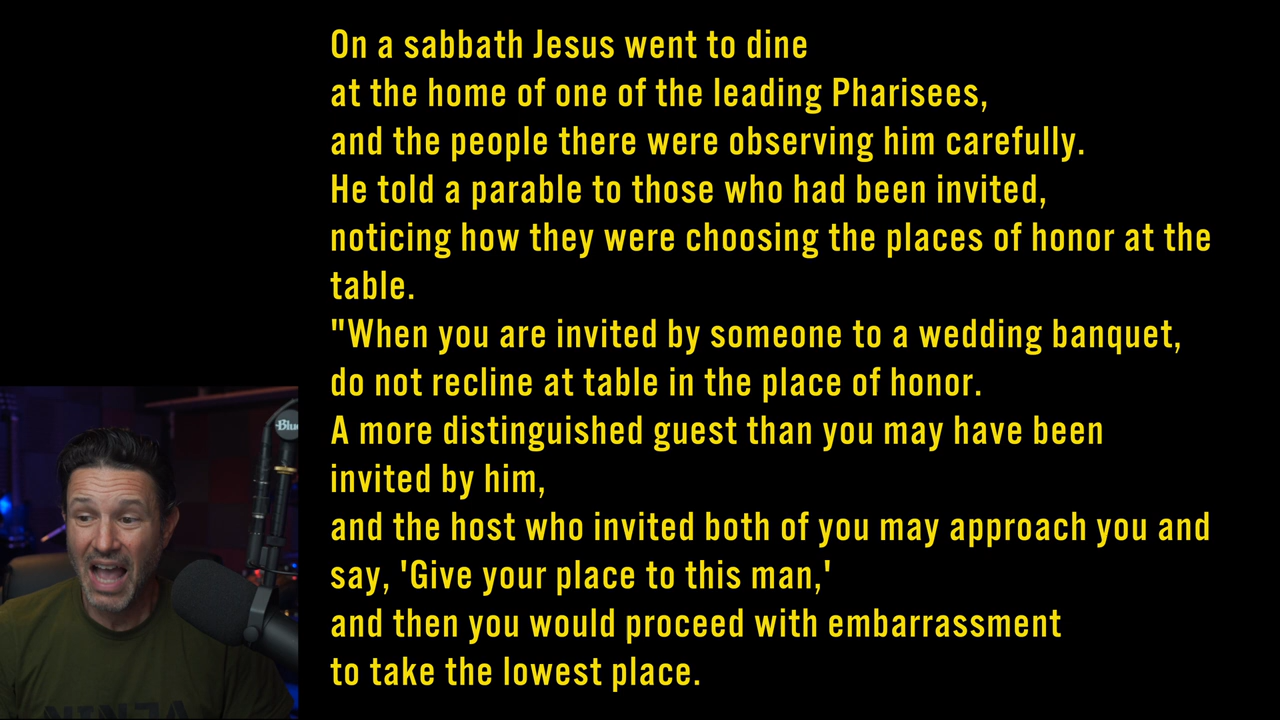 On a sabbath Jesus went to dine
at the home of one of the leading Pharisees,
and the people there were observing him carefully.
He told a parable to those who had been invited,
noticing how they were choosing the places of honor at the
table.
"When you are invited by someone to a wedding banquet,
do not recline at table in the place of honor.
A more distinguished guest than you may have been
invited by him,
and the host who invited both of you may approach you and
say, 'Give your place to this man,'
and then you would proceed with embarrassment
to take the lowest place.
Blue